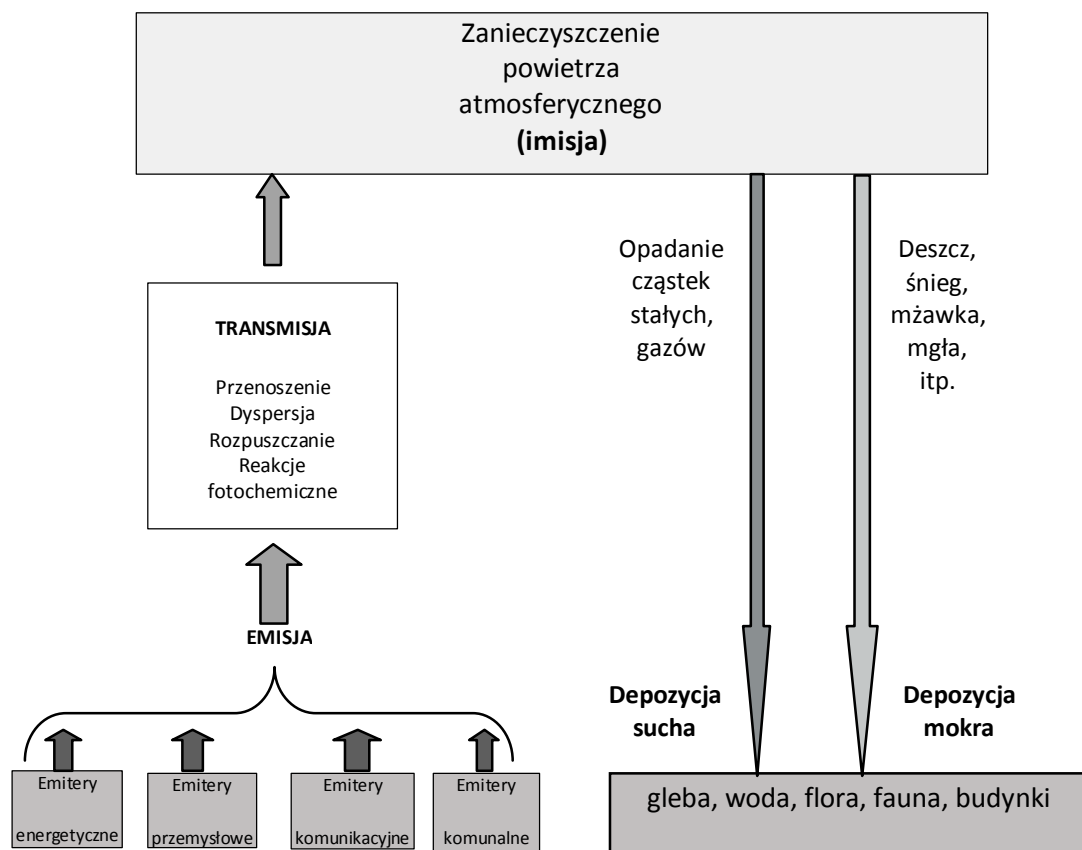 Zanieczyszczenie
powietrza
atmosferycznego
(imisja)
Opadanie
cząstek
stałych,
gazów
Deszcz,
śnieg,
mżawka,
mgła,
itp.
TRANSMISJA
Przenoszenie
Dyspersja
Rozpuszczanie
Reakcje
fotochemiczne
EMISJA
Depozycja
sucha
Depozycja
mokra
Emitery
energetyczne
Emitery
przemysłowe
Emitery
komunikacyjne
Emitery
komunalne
gleba, woda, flora, fauna, budynki